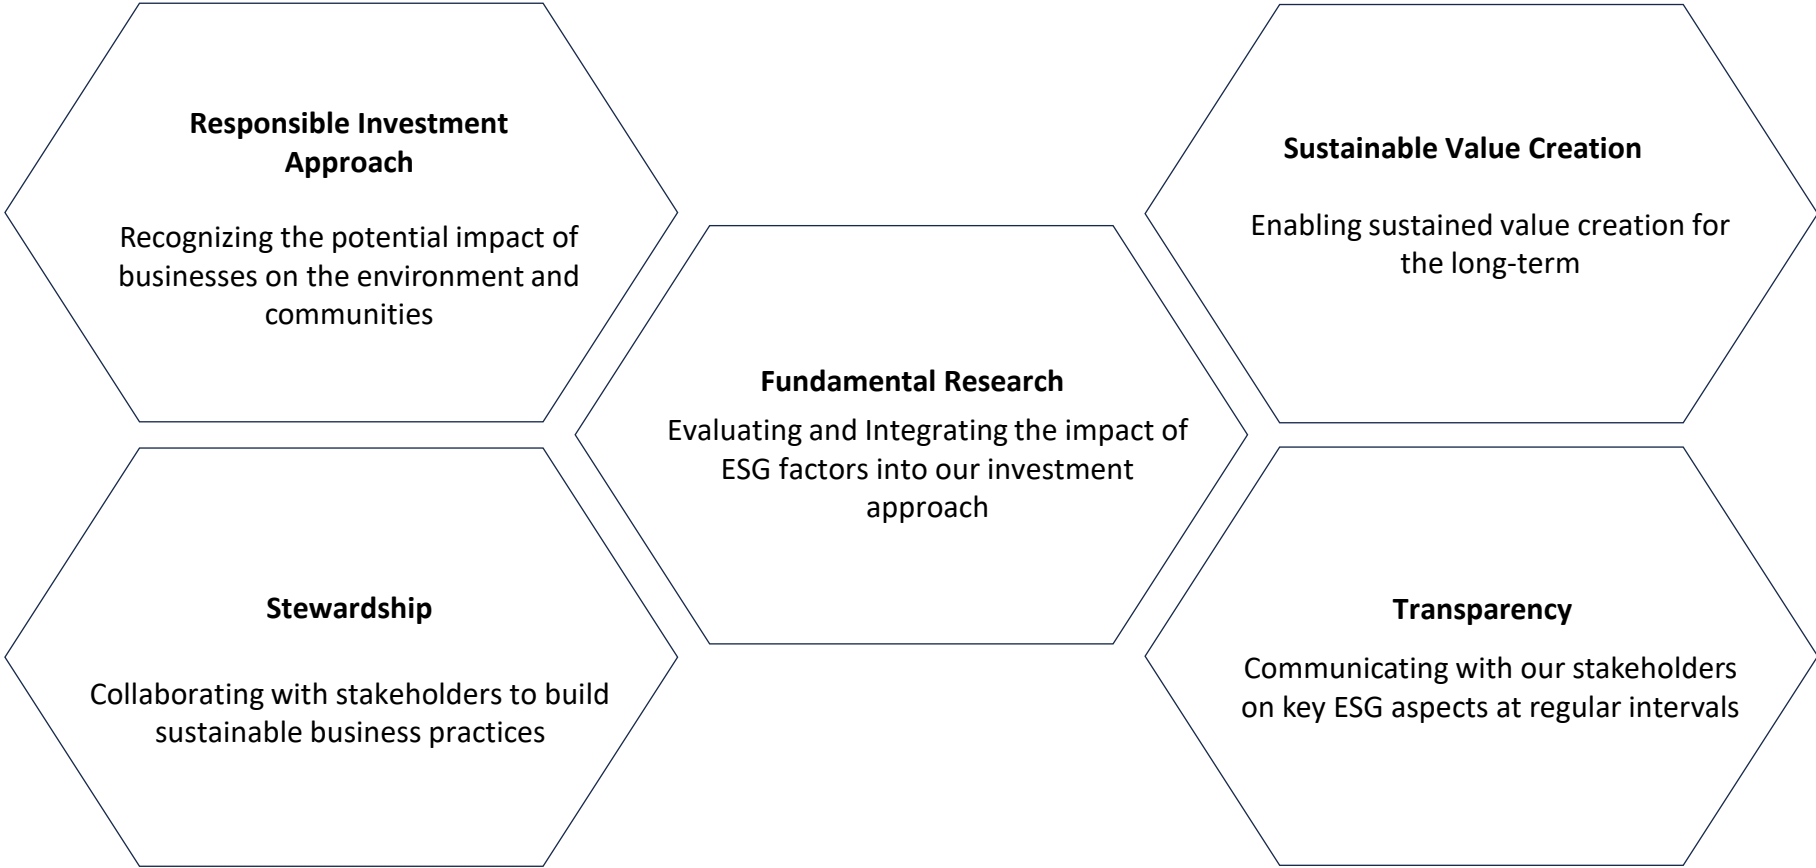 Responsible Investment
Approach
Recognizing the potential impact of
businesses on the environment and
communities
Sustainable Value Creation
Enabling sustained value creation for
the long-term
Fundamental Research
Evaluating and Integrating the impact of
ESG factors into our investment
approach
Stewardship
Collaborating with stakeholders to build
sustainable business practices
Transparency
Communicating with our stakeholders
on key ESG aspects at regular intervals